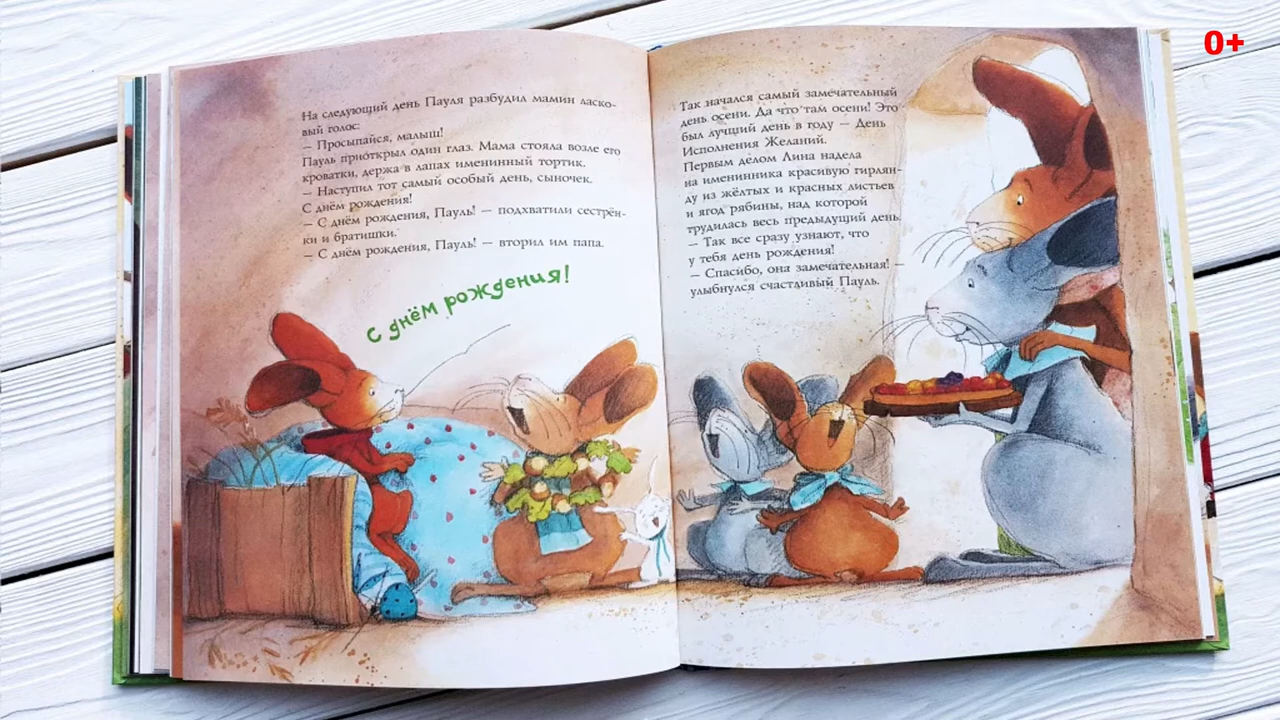 На следующий день Пауля разбудил мамин ласко-
вый голос:
— Просыпайся, малыш!
Пауль приоткрыл один глаз. Мама стояла возле его
кроватки, держа в лапах именинный тортик.
— Наступил тот самый особый день, сыночек.
С днём рождения!
— С днём рождения, Пауль! — подхватили сестрён-
ки и братишки.
— С днём рождения, Пауль! — вторил им папа.
С днём рождения!
Так начался самый замечательный
день осени. Да что там осени! Это
был лучший день в году — День
Исполнения Желаний.
Первым делом Лина надела
на именинника красивую гирлян-
ду из жёлтых и красных листьев
и ягод рябины, над которой
трудилась весь предыдущий день.
— Так все сразу узнают, что
у тебя день рождения!
— Спасибо, она замечательная! —
улыбнулся счастливый Пауль.
0+